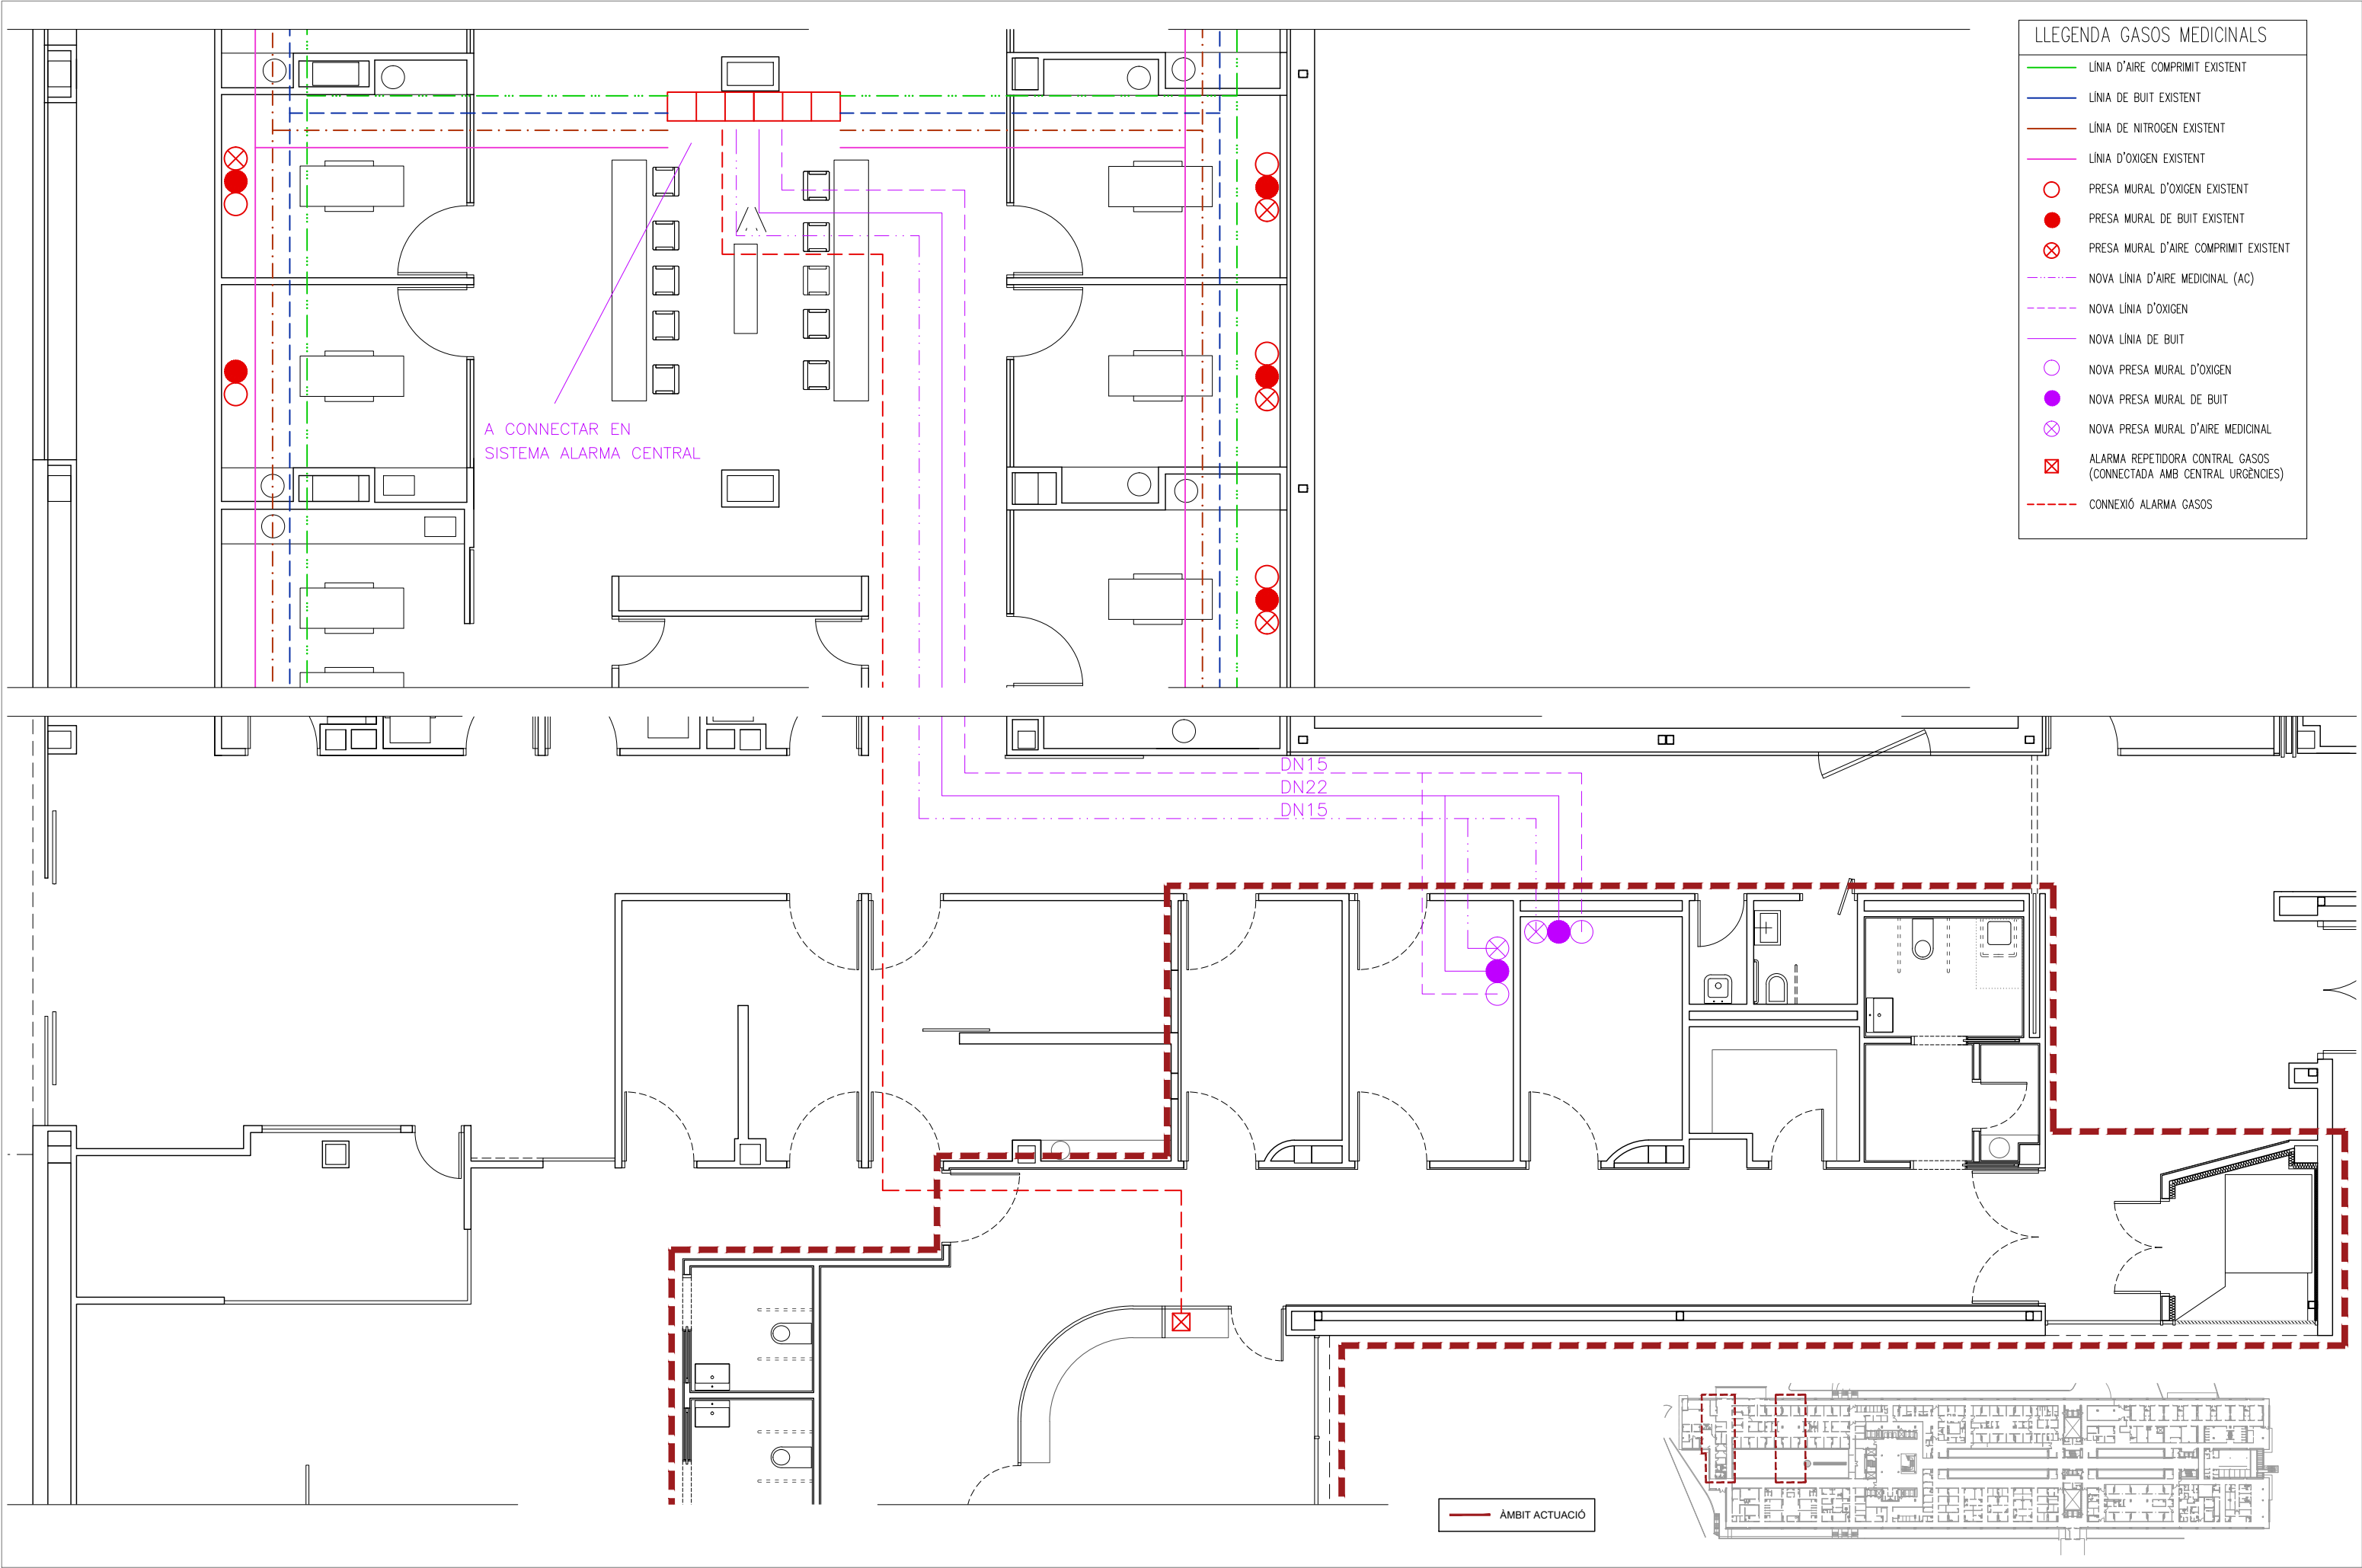 LLEGENDA GASOS MEDICINALS
LÍNIA D'AIRE COMPRIMIT EXISTENT
LÍNIA DE BUIT EXISTENT
LÍNIA DE NITROGEN EXISTENT
LÍNIA D'OXIGEN EXISTENT
PRESA MURAL D'OXIGEN EXISTENT
PRESA MURAL DE BUIT EXISTENT
PRESA MURAL D'AIRE COMPRIMIT EXISTENT
NOVA LÍNIA D'AIRE MEDICINAL (AC)
NOVA LÍNIA D'OXIGEN
NOVA LÍNIA DE BUIT
NOVA PRESA MURAL D'OXIGEN
NOVA PRESA MURAL DE BUIT
NOVA PRESA MURAL D'AIRE MEDICINAL
ALARMA REPETIDORA CONTRAL GASOS
(CONNECTADA AMB CENTRAL URGÈNCIES)
CONNEXIÓ ALARMA GASOS
A CONNECTAR EN
SISTEMA ALARMA CENTRAL
DN15
DN22
DN15
ÀMBIT ACTUACIÓ